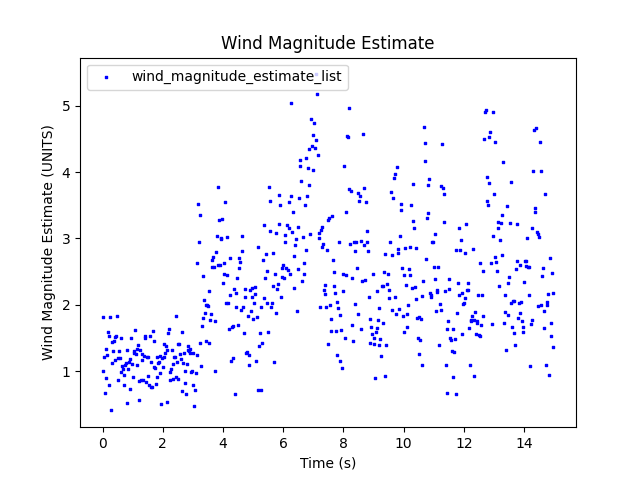 Wind Magnitude Estimate
wind_magnitude_estimate_list
Wind Magnitude Estimate (UNITS)
5
4
3
2
1
0 2 4 6 8 10 12 14
Time (s)